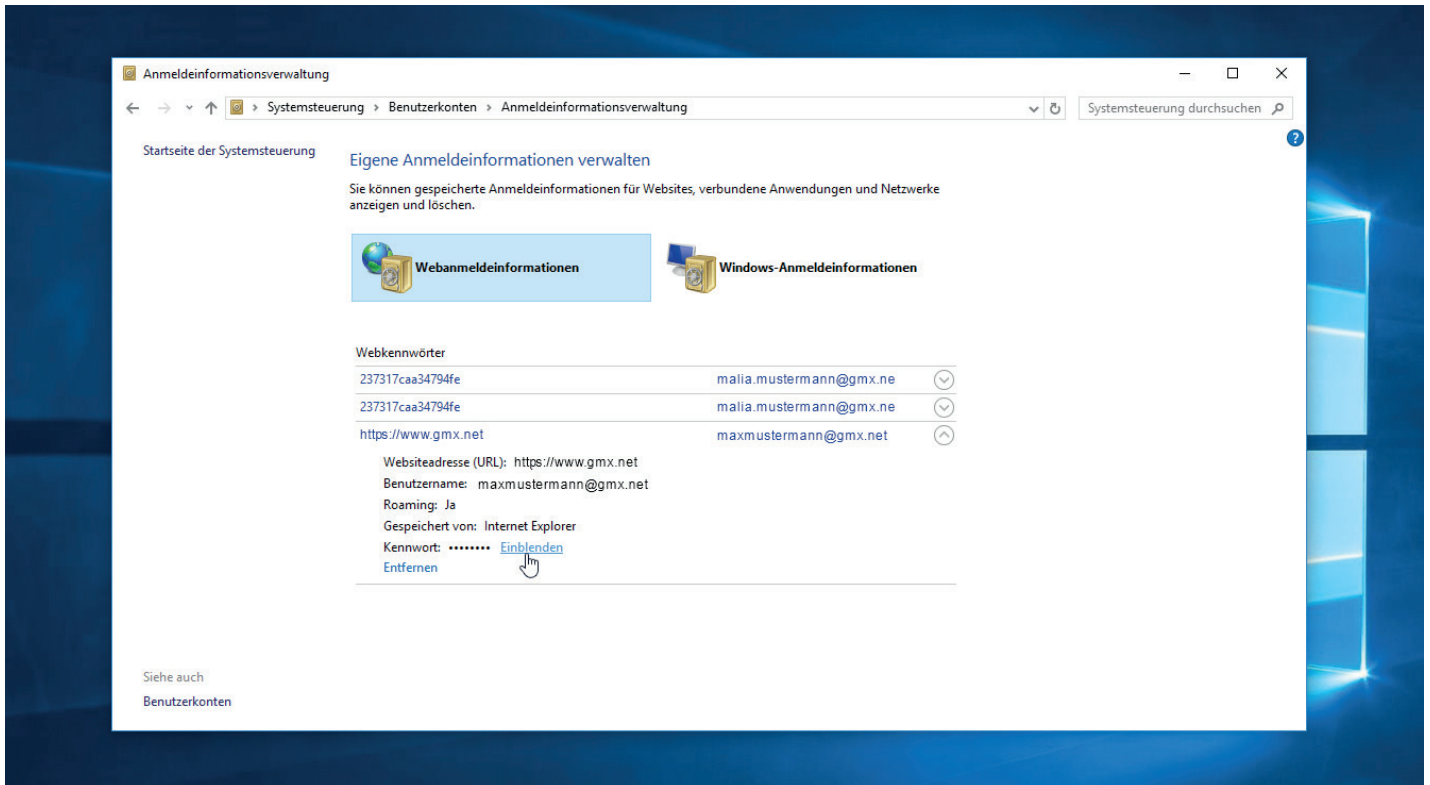 Anmeldeinformationsverwaltung
Systemsteuerung › Benutzerkonten › Anmeldeinformationsverwaltung
Systemsteuerung durchsuchen
?
Startseite der Systemsteuerung
Eigene Anmeldeinformationen verwalten
Sie können gespeicherte Anmeldeinformationen für Websites, verbundene Anwendungen und Netzwerke
anzeigen und löschen.
Webanmeldeinformationen
Windows-Anmeldeinformationen
Webkennwörter
237317caa34794fe malia.mustermann@gmx.ne
237317caa34794fe malia.mustermann@gmx.ne
https://www.gmx.net maxmustermann@gmx.net
Websiteadresse (URL): https://www.gmx.net
Benutzername: maxmustermann@gmx.net
Roaming: Ja
Gespeichert von: Internet Explorer
Kennwort: •••••••• Einblenden
Entfernen
Siehe auch
Benutzerkonten